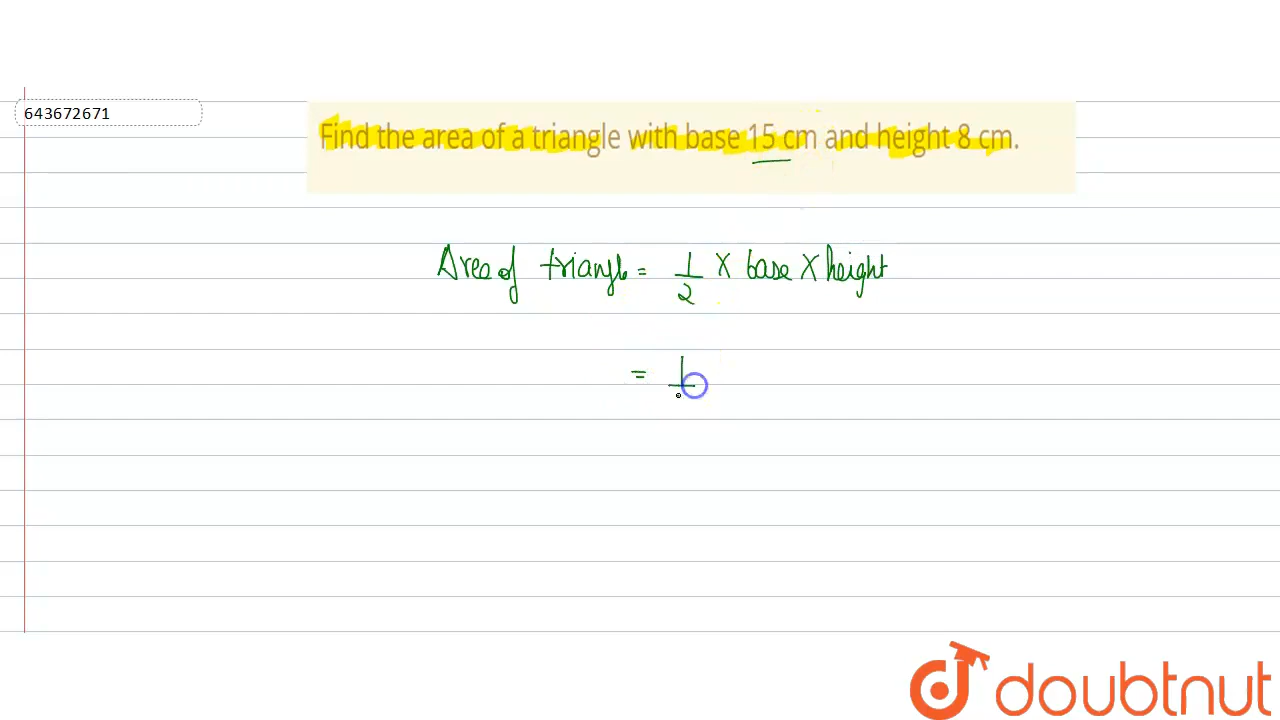 643672671
Find the area of a triangle with base 15 cm and height 8 cm.
Area of triangle = 1/2 × base × height
= 1
doubtnut